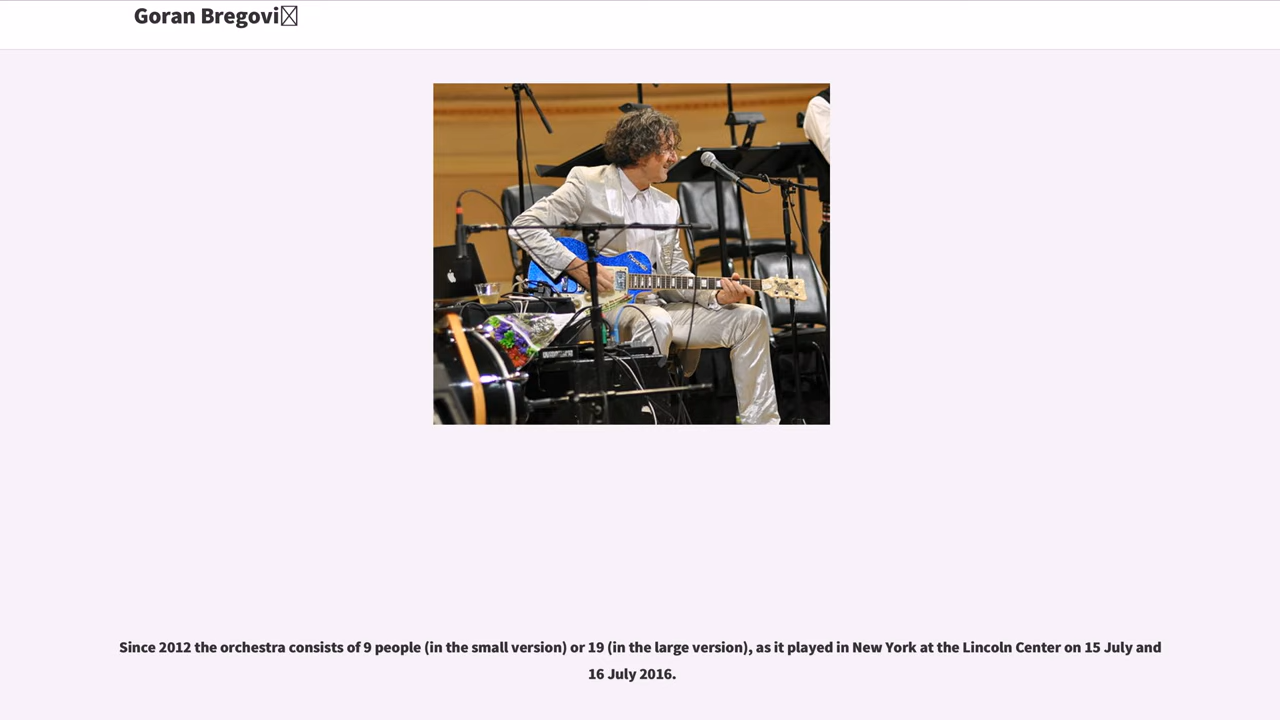 Goran Bregovi
Since 2012 the orchestra consists of 9 people (in the small version) or 19 (in the large version), as it played in New York at the Lincoln Center on 15 July and
16 July 2016.